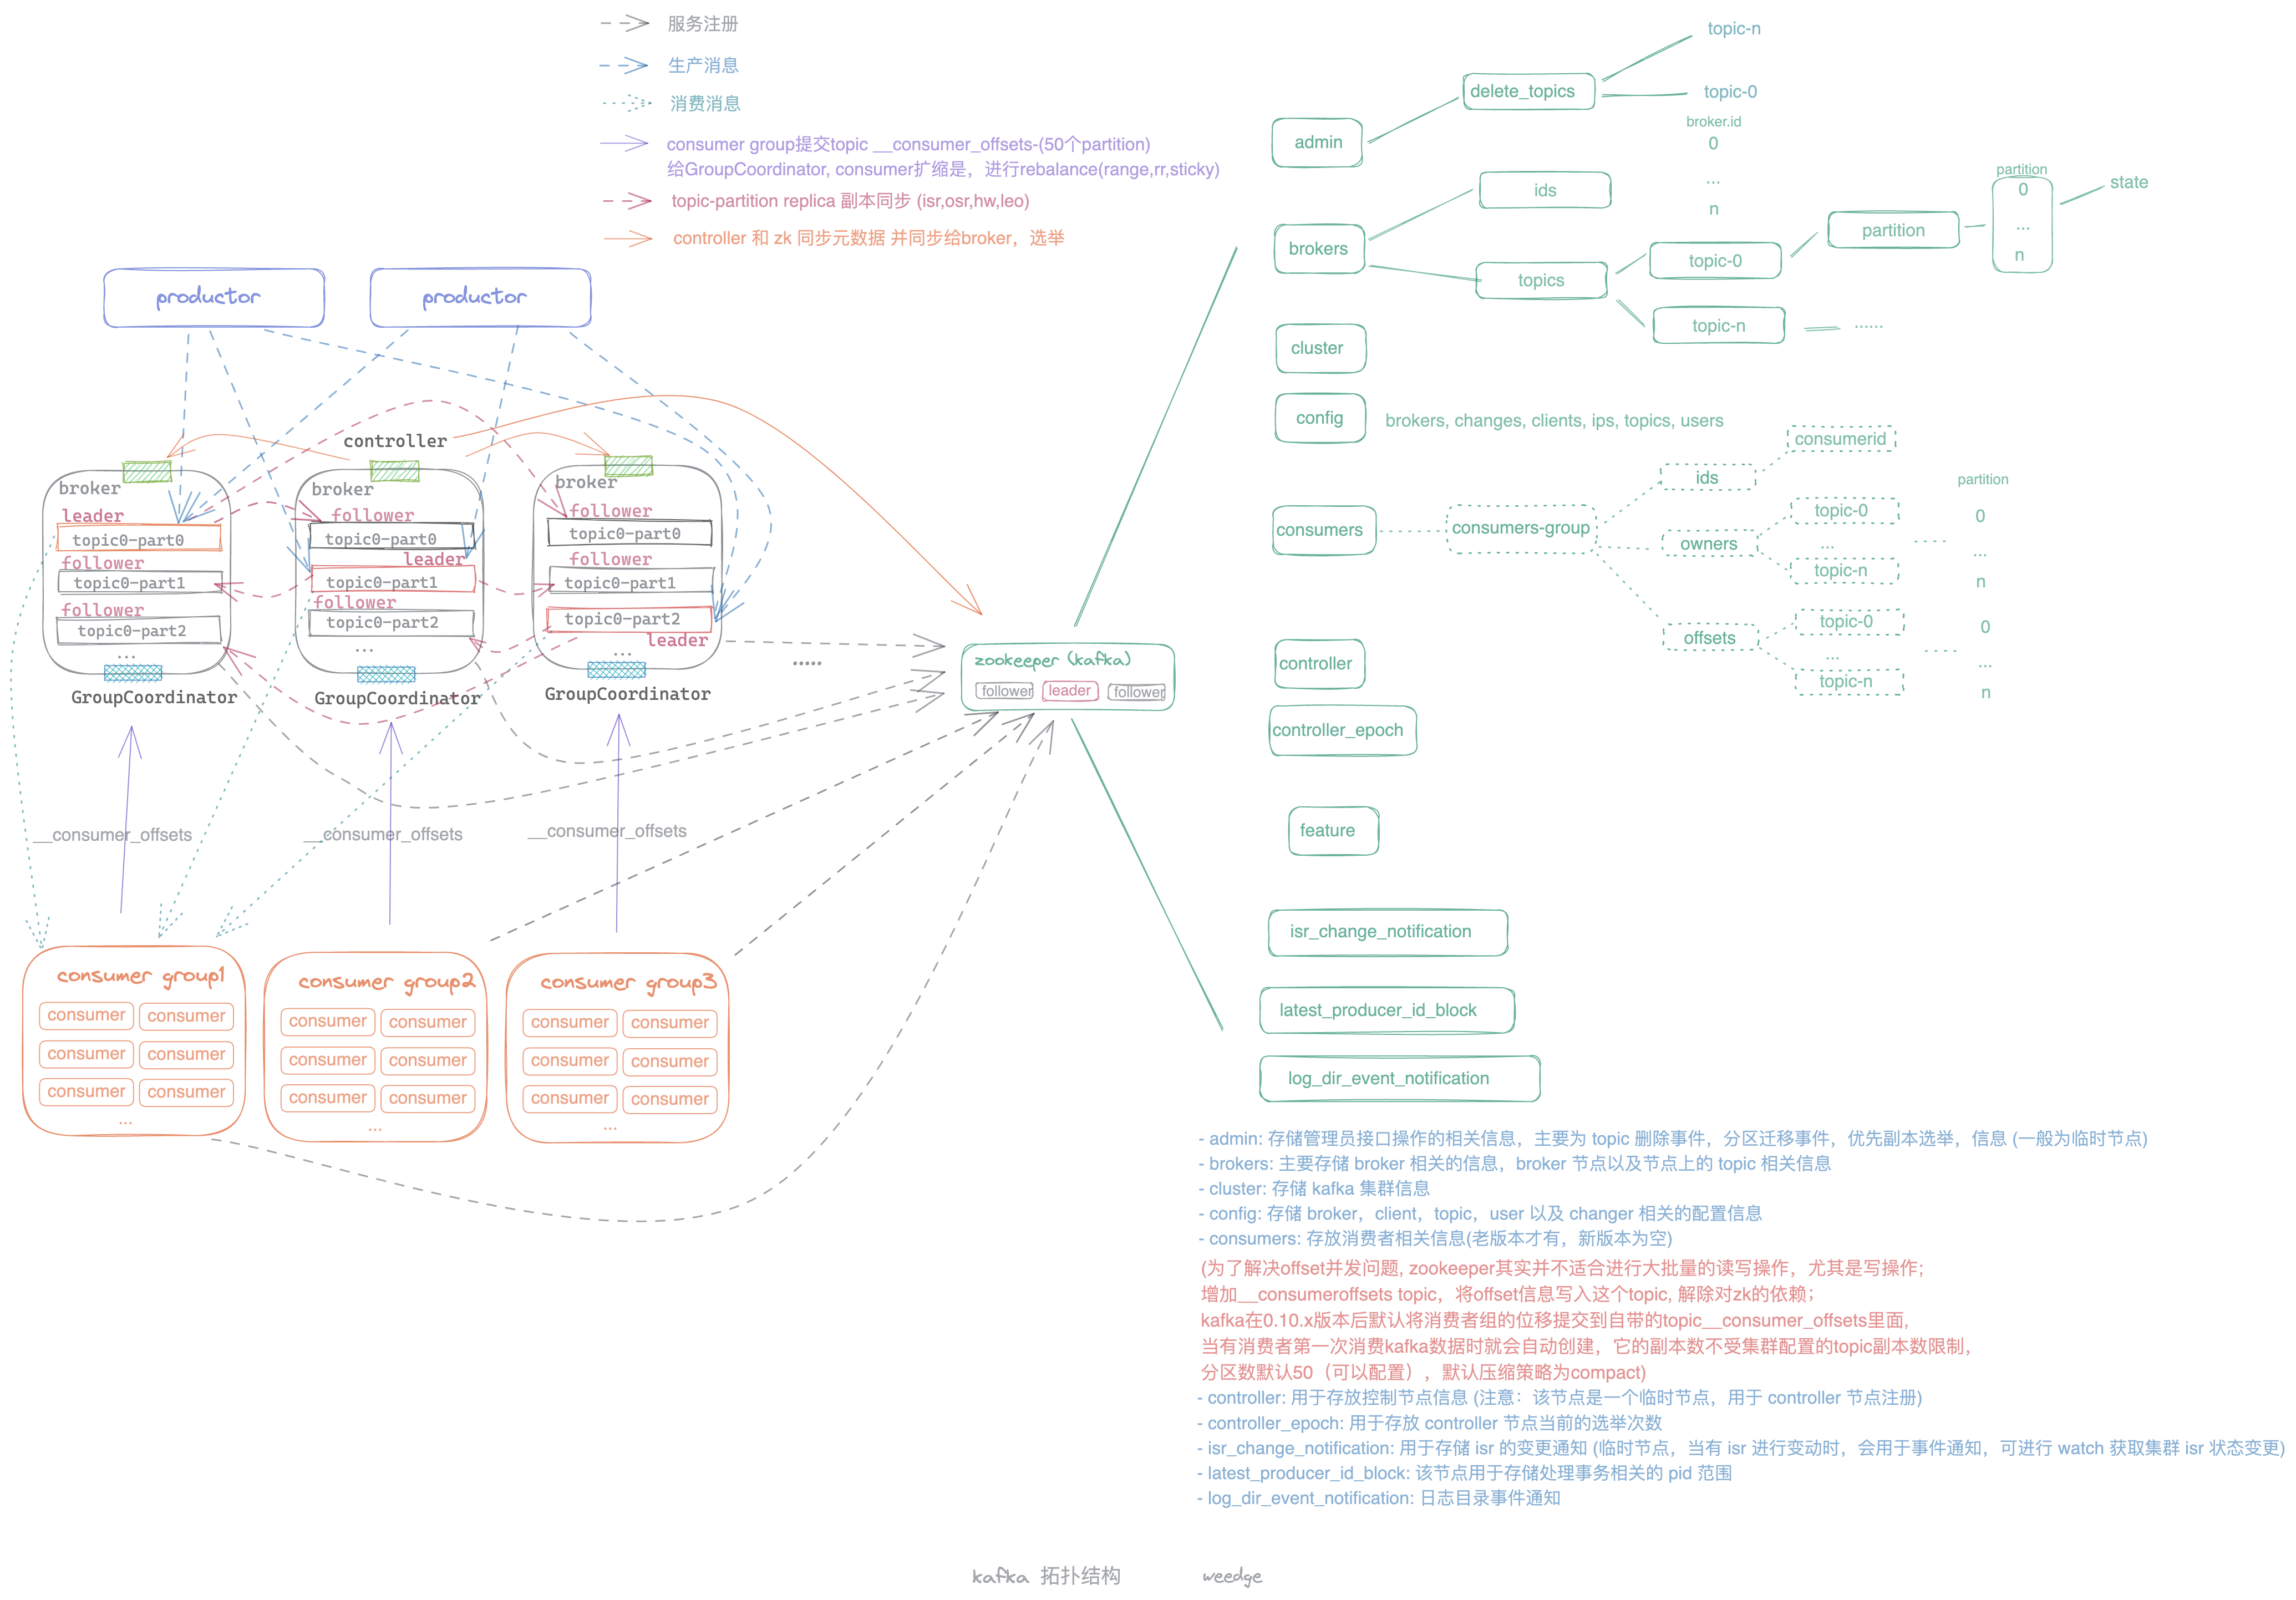 服务注册
生产消息
消费消息
consumer group提交topic __consumer_offsets-(50个partition)
给GroupCoordinator, consumer扩缩是，进行rebalance(range,rr,sticky)
topic-partition replica 副本同步 (isr,osr,hw,leo)
controller 和 zk 同步元数据 并同步给broker，选举
productor
productor
controller
broker
leader
topic0-part0
follower
topic0-part1
follower
topic0-part2
...
GroupCoordinator
broker
follower
topic0-part0
leader
topic0-part1
follower
topic0-part2
...
GroupCoordinator
broker
follower
topic0-part0
follower
topic0-part1
topic0-part2
leader
...
GroupCoordinator
.....
__consumer_offsets
__consumer_offsets
__consumer_offsets
consumer group1
consumer consumer
consumer consumer
consumer consumer
...
consumer group2
consumer consumer
consumer consumer
consumer consumer
...
consumer group3
consumer consumer
consumer consumer
consumer consumer
...
zookeeper (kafka)
follower leader follower
admin
delete_topics
topic-n
topic-0
brokers
ids
broker.id
0
...
n
topics
topic-0
partition
partition
0
...
n
state
topic-n
......
cluster
config
brokers, changes, clients, ips, topics, users
consumers
consumers-group
ids
consumerid
owners
topic-0
...
topic-n
partition
0
...
n
offsets
topic-0
...
topic-n
0
...
n
controller
controller_epoch
feature
isr_change_notification
latest_producer_id_block
log_dir_event_notification
- admin: 存储管理员接口操作的相关信息，主要为 topic 删除事件，分区迁移事件，优先副本选举，信息 (一般为临时节点)
- brokers: 主要存储 broker 相关的信息，broker 节点以及节点上的 topic 相关信息
- cluster: 存储 kafka 集群信息
- config: 存储 broker，client，topic，user 以及 changer 相关的配置信息
- consumers: 存放消费者相关信息(老版本才有，新版本为空)
(为了解决offset并发问题, zookeeper其实并不适合进行大批量的读写操作，尤其是写操作;
增加__consumeroffsets topic，将offset信息写入这个topic, 解除对zk的依赖；
kafka在0.10.x版本后默认将消费者组的位移提交到自带的topic__consumer_offsets里面,
当有消费者第一次消费kafka数据时就会自动创建，它的副本数不受集群配置的topic副本数限制，
分区数默认50（可以配置），默认压缩策略为compact)
- controller: 用于存放控制节点信息 (注意：该节点是一个临时节点，用于 controller 节点注册)
- controller_epoch: 用于存放 controller 节点当前的选举次数
- isr_change_notification: 用于存储 isr 的变更通知 (临时节点，当有 isr 进行变动时，会用于事件通知，可进行 watch 获取集群 isr 状态变更)
- latest_producer_id_block: 该节点用于存储处理事务相关的 pid 范围
- log_dir_event_notification: 日志目录事件通知
kafka 拓扑结构
weedge